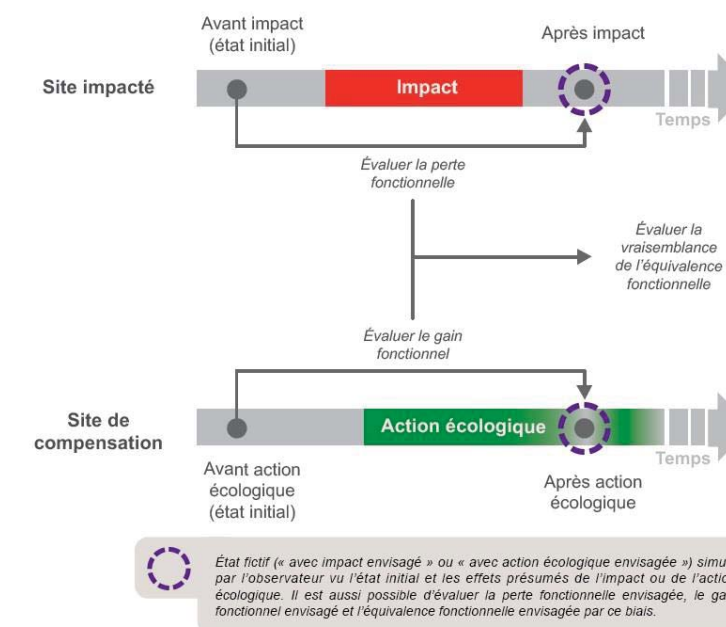 Avant impact
(état initial)
Après impact
Site impacté
Impact
Temps
Évaluer la perte
fonctionnelle
Évaluer la
vraisemblance
de l'équivalence
fonctionnelle
Évaluer le gain
fonctionnel
Site de
compensation
Action écologique
Temps
Avant action
écologique
(état initial)
Après action
écologique
État fictif (« avec impact envisagé » ou « avec action écologique envisagée ») simu
par l'observateur vu l'état initial et les effets présumés de l'impact ou de l'actio
écologique. Il est aussi possible d'évaluer la perte fonctionnelle envisagée, le ga
fonctionnel envisagé et l'équivalence fonctionnelle envisagée par ce biais.